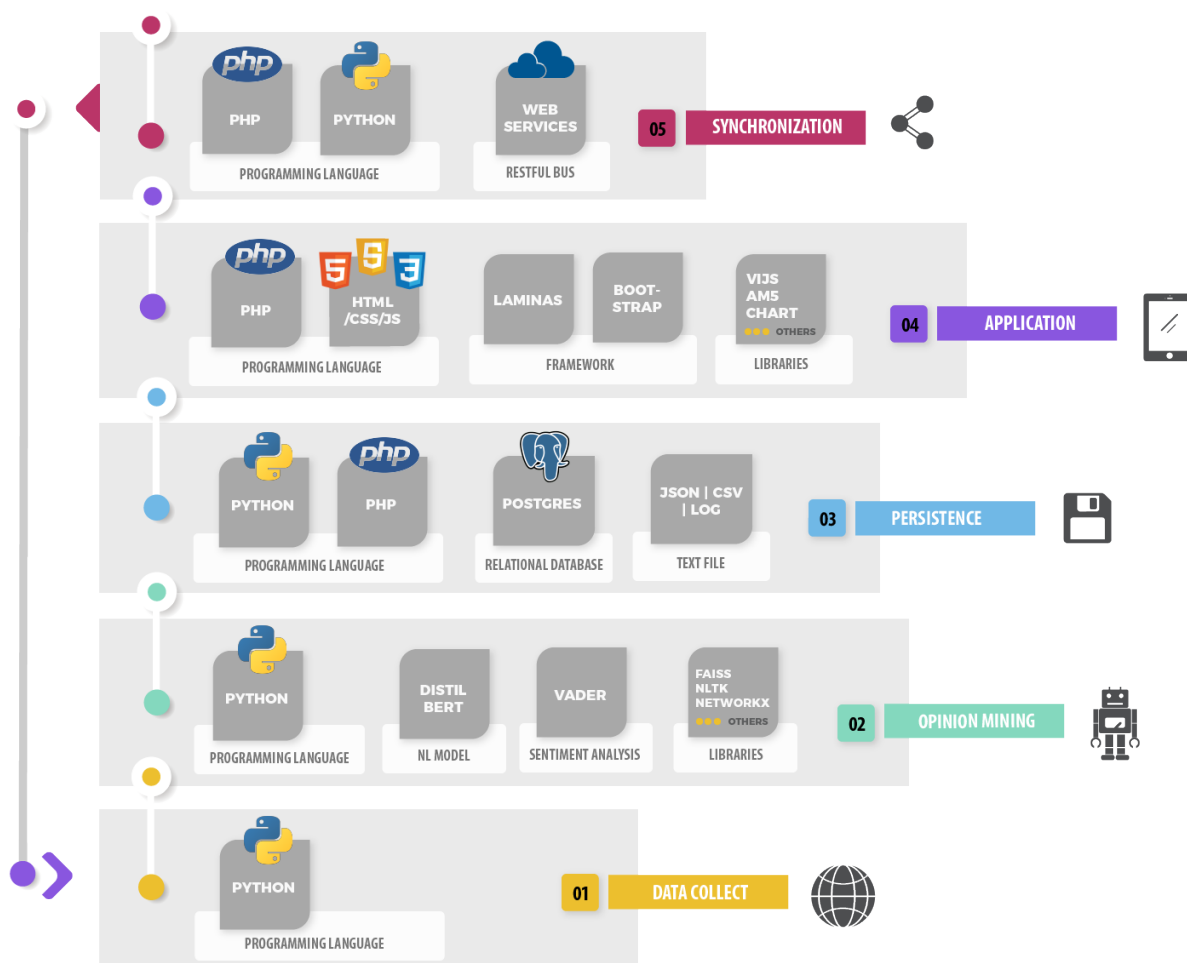 php
PHP
PYTHON
PROGRAMMING LANGUAGE
WEB
SERVICES
RESTFUL BUS
05
SYNCHRONIZATION
php
PHP
5
5
3
HTML
/CSS/JS
PROGRAMMING LANGUAGE
LAMINAS
BOOT-
STRAP
FRAMEWORK
VIJS
AM5
CHART
OTHERS
LIBRARIES
04
APPLICATION
PYTHON
php
PHP
PROGRAMMING LANGUAGE
POSTGRES
RELATIONAL DATABASE
JSON | CSV
| LOG
TEXT FILE
03
PERSISTENCE
PYTHON
PROGRAMMING LANGUAGE
DISTIL
BERT
NL MODEL
VADER
SENTIMENT ANALYSIS
FAISS
NLTK
NETWORKX
OTHERS
LIBRARIES
02
OPINION MINING
PYTHON
PROGRAMMING LANGUAGE
01
DATA COLLECT